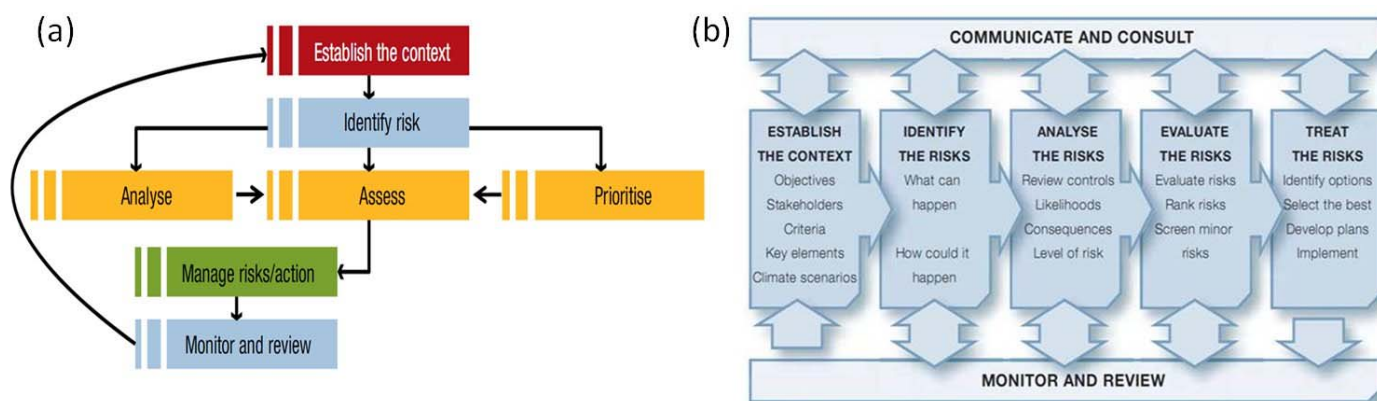 (a)
Establish the context
Identify risk
Analyse
Assess
Prioritise
Manage risks/action
Monitor and review
(b)
COMMUNICATE AND CONSULT
ESTABLISH
THE CONTEXT
Objectives
Stakeholders
Criteria
Key elements
Climate scenarios
IDENTIFY
THE RISKS
What can
happen
How could it
happen
ANALYSE
THE RISKS
Review controls
Likelihoods
Consequences
Level of risk
EVALUATE
THE RISKS
Evaluate risks
Rank risks
Screen minor
risks
TREAT
THE RISKS
Identify options
Select the best
Develop plans
Implement
MONITOR AND REVIEW